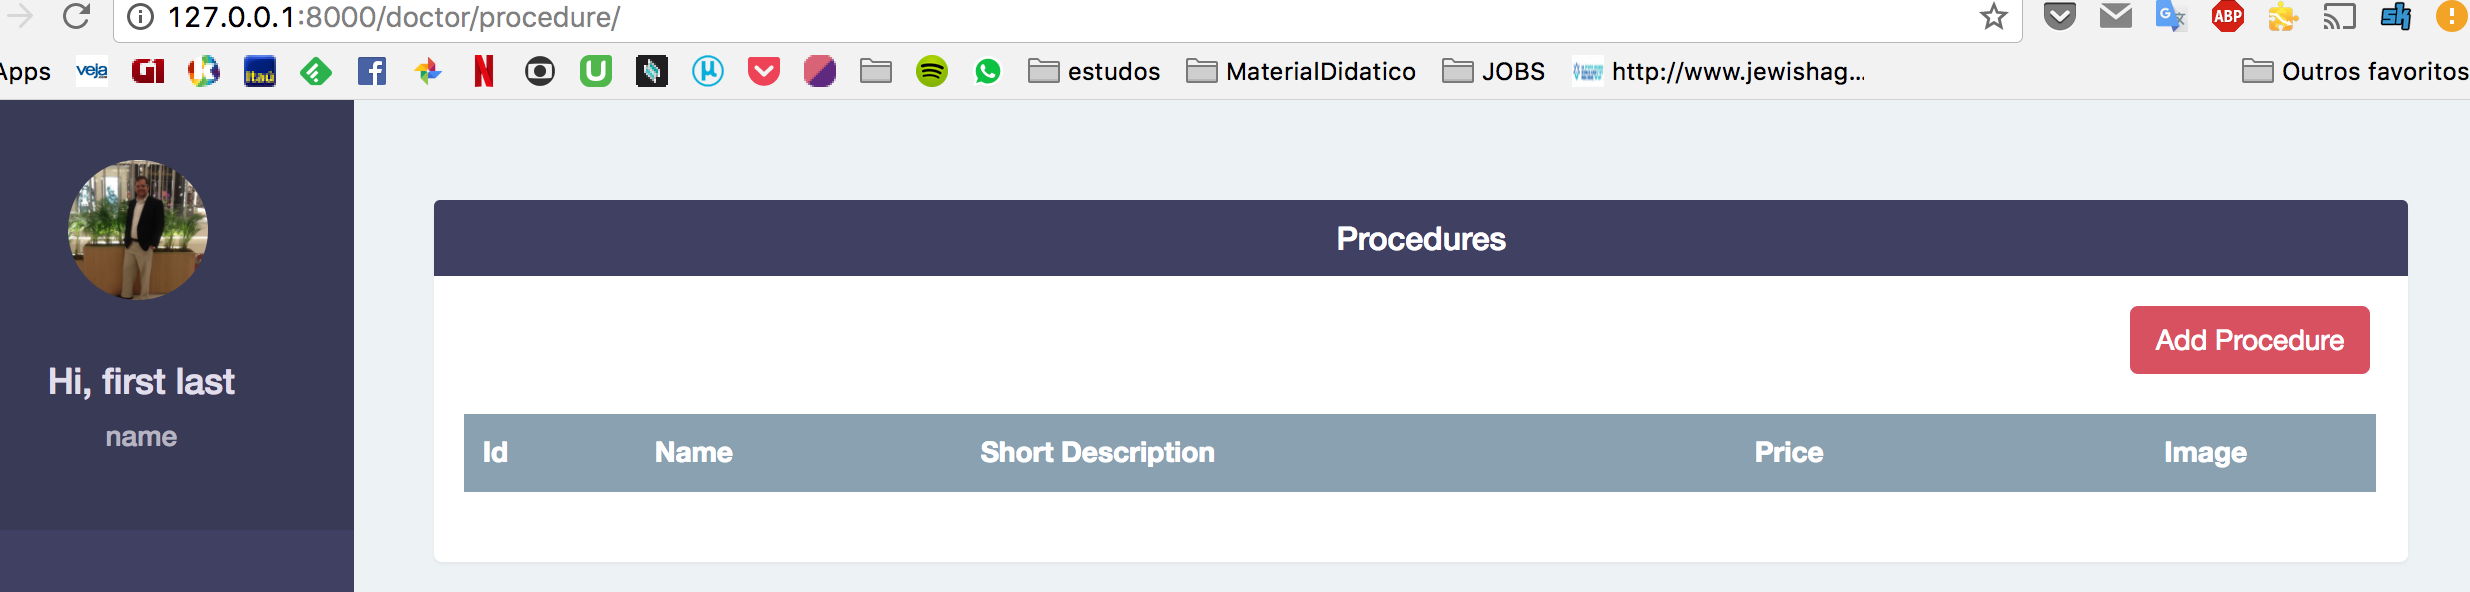 127.0.0.1:8000/doctor/procedure/
ABP
Apps veja G1 Itaú estudos MaterialDidatico JOBS http://www.jewishag... Outros favoritos
Procedures
Add Procedure
Hi, first last
name
Id Name Short Description Price Image